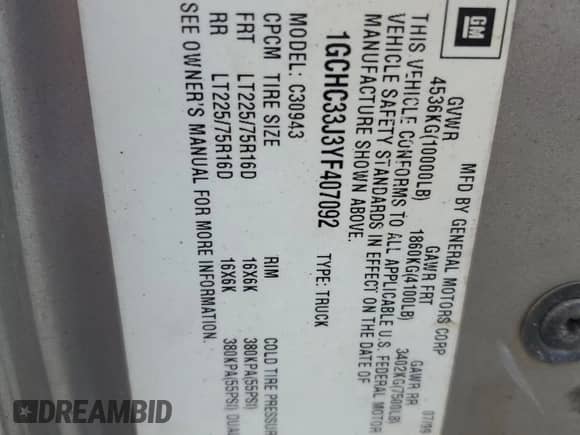 GM
MFD BY GENERAL MOTORS CORP 07/99
GVWR GAWR FRT GAWR RR
4536KG(10000LB) 1860KG(4100LB) 3402KG(7500LB)
THIS VEHICLE CONFORMS TO ALL APPLICABLE U.S. FEDERAL MOTOR
VEHICLE SAFETY STANDARDS IN EFFECT ON THE DATE OF
MANUFACTURE SHOWN ABOVE.
1GCHC33J3YF407092 TYPE: TRUCK
MODEL: C30943
CPCM TIRE SIZE RIM COLD TIRE PRESSURE
FRT LT225/75R16D 16X6K 380KPA(55PSI)
RR LT225/75R16D 16X6K 380KPA(55PSI) DUAL
SEE OWNER'S MANUAL FOR MORE INFORMATION.
DREAMBID